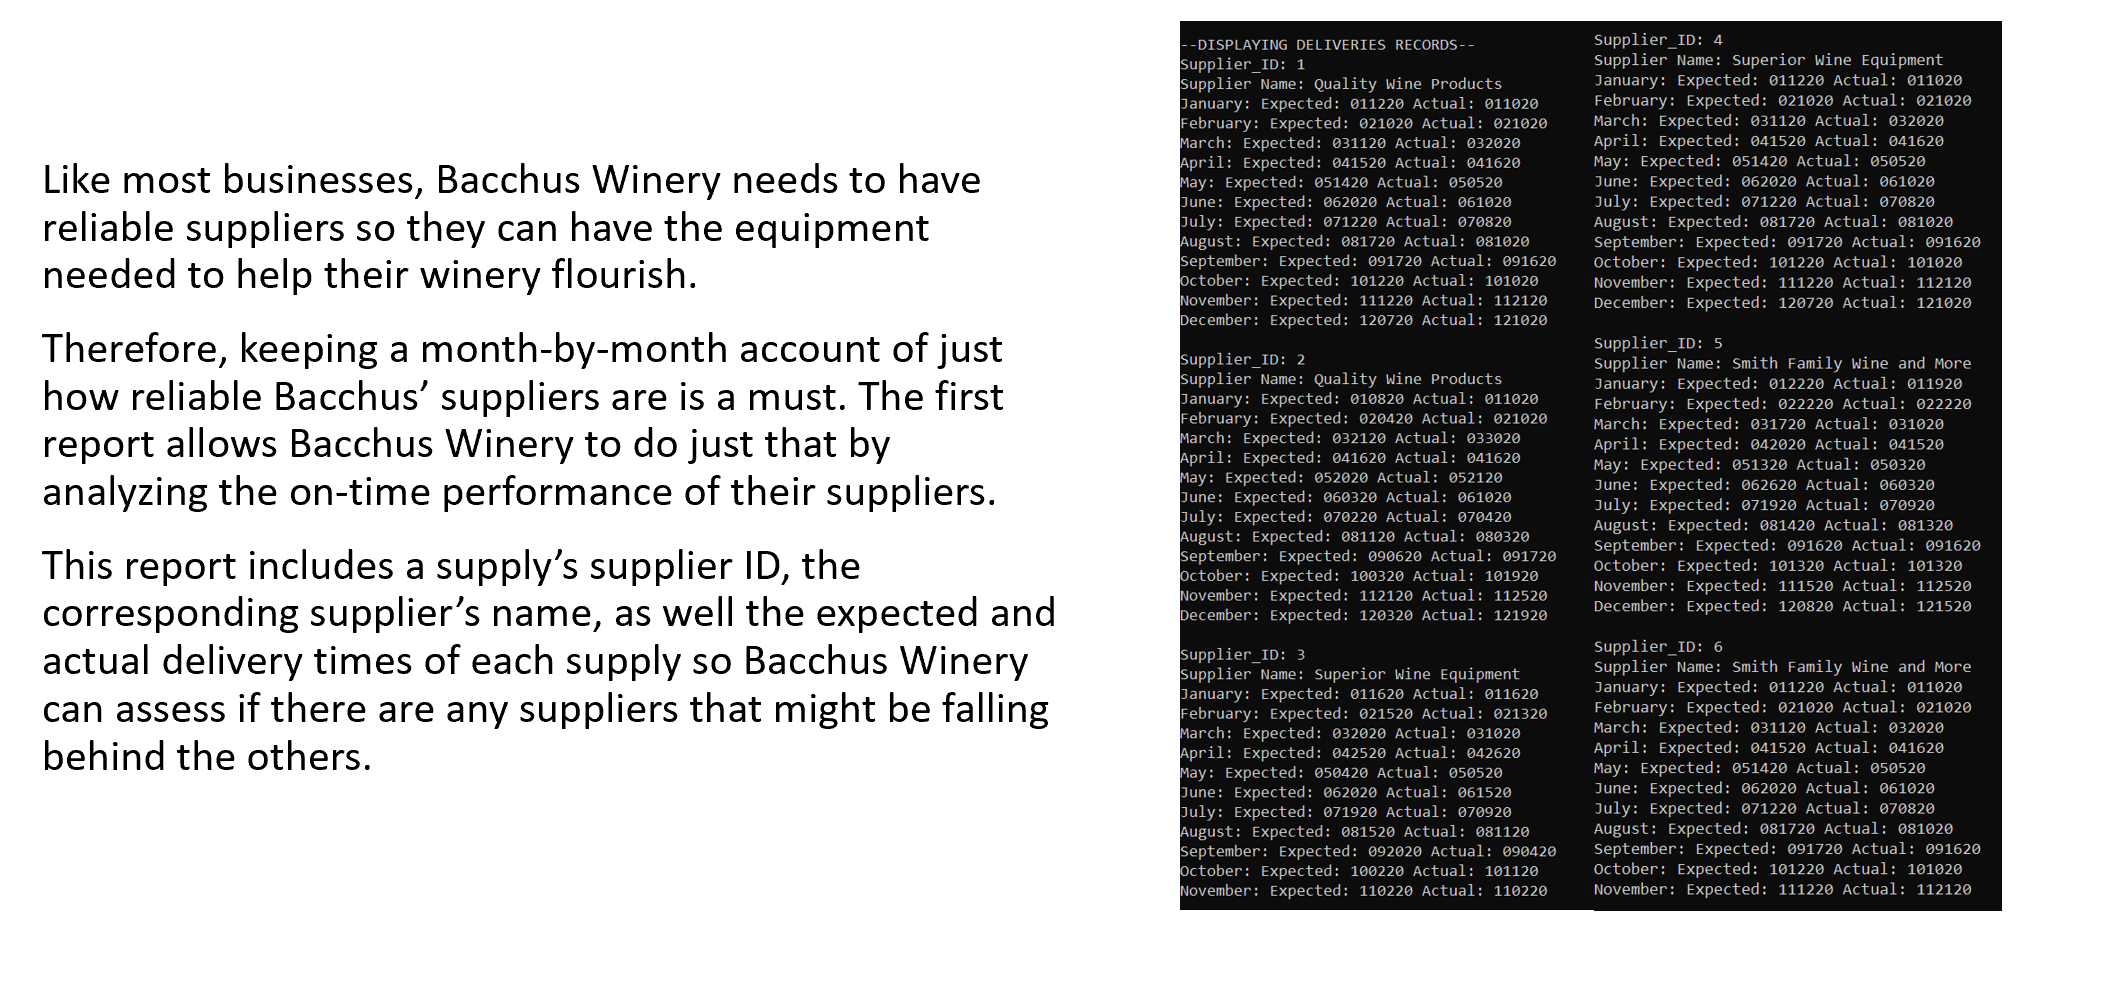 Like most businesses, Bacchus Winery needs to have
reliable suppliers so they can have the equipment
needed to help their winery flourish.
Therefore, keeping a month-by-month account of just
how reliable Bacchus’ suppliers are is a must. The first
report allows Bacchus Winery to do just that by
analyzing the on-time performance of their suppliers.
This report includes a supply’s supplier ID, the
corresponding supplier’s name, as well the expected and
actual delivery times of each supply so Bacchus Winery
can assess if there are any suppliers that might be falling
behind the others.
--DISPLAYING DELIVERIES RECORDS--
Supplier_ID: 1
Supplier Name: Quality Wine Products
January: Expected: 011220 Actual: 011020
February: Expected: 021020 Actual: 021020
March: Expected: 031120 Actual: 032020
April: Expected: 041520 Actual: 041620
May: Expected: 051420 Actual: 050520
June: Expected: 062020 Actual: 061020
July: Expected: 071220 Actual: 070820
August: Expected: 081720 Actual: 081020
September: Expected: 091720 Actual: 091620
October: Expected: 101220 Actual: 101020
November: Expected: 111220 Actual: 112120
December: Expected: 120720 Actual: 121020
Supplier_ID: 2
Supplier Name: Quality Wine Products
January: Expected: 010820 Actual: 011020
February: Expected: 020420 Actual: 021020
March: Expected: 032120 Actual: 033020
April: Expected: 041620 Actual: 041620
May: Expected: 052020 Actual: 052120
June: Expected: 060320 Actual: 061020
July: Expected: 070220 Actual: 070420
August: Expected: 081120 Actual: 080320
September: Expected: 090620 Actual: 091720
October: Expected: 100320 Actual: 101920
November: Expected: 112120 Actual: 112520
December: Expected: 120320 Actual: 121920
Supplier_ID: 3
Supplier Name: Superior Wine Equipment
January: Expected: 011620 Actual: 011620
February: Expected: 021520 Actual: 021320
March: Expected: 032020 Actual: 031020
April: Expected: 042520 Actual: 042620
May: Expected: 050420 Actual: 050520
June: Expected: 062020 Actual: 061520
July: Expected: 071920 Actual: 070920
August: Expected: 081520 Actual: 081120
September: Expected: 092020 Actual: 090420
October: Expected: 100220 Actual: 101120
November: Expected: 110220 Actual: 110220
Supplier_ID: 4
Supplier Name: Superior Wine Equipment
January: Expected: 011220 Actual: 011020
February: Expected: 021020 Actual: 021020
March: Expected: 031120 Actual: 032020
April: Expected: 041520 Actual: 041620
May: Expected: 051420 Actual: 050520
June: Expected: 062020 Actual: 061020
July: Expected: 071220 Actual: 070820
August: Expected: 081720 Actual: 081020
September: Expected: 091720 Actual: 091620
October: Expected: 101220 Actual: 101020
November: Expected: 111220 Actual: 112120
December: Expected: 120720 Actual: 121020
Supplier_ID: 5
Supplier Name: Smith Family Wine and More
January: Expected: 012220 Actual: 011920
February: Expected: 022220 Actual: 022220
March: Expected: 031720 Actual: 031020
April: Expected: 042020 Actual: 041520
May: Expected: 051320 Actual: 050320
June: Expected: 062620 Actual: 060320
July: Expected: 071920 Actual: 070920
August: Expected: 081420 Actual: 081320
September: Expected: 091620 Actual: 091620
October: Expected: 101320 Actual: 101320
November: Expected: 111520 Actual: 112520
December: Expected: 120820 Actual: 121520
Supplier_ID: 6
Supplier Name: Smith Family Wine and More
January: Expected: 011220 Actual: 011020
February: Expected: 021020 Actual: 021020
March: Expected: 031120 Actual: 032020
April: Expected: 041520 Actual: 041620
May: Expected: 051420 Actual: 050520
June: Expected: 062020 Actual: 061020
July: Expected: 071220 Actual: 070820
August: Expected: 081720 Actual: 081020
September: Expected: 091720 Actual: 091620
October: Expected: 101220 Actual: 101020
November: Expected: 111220 Actual: 112120